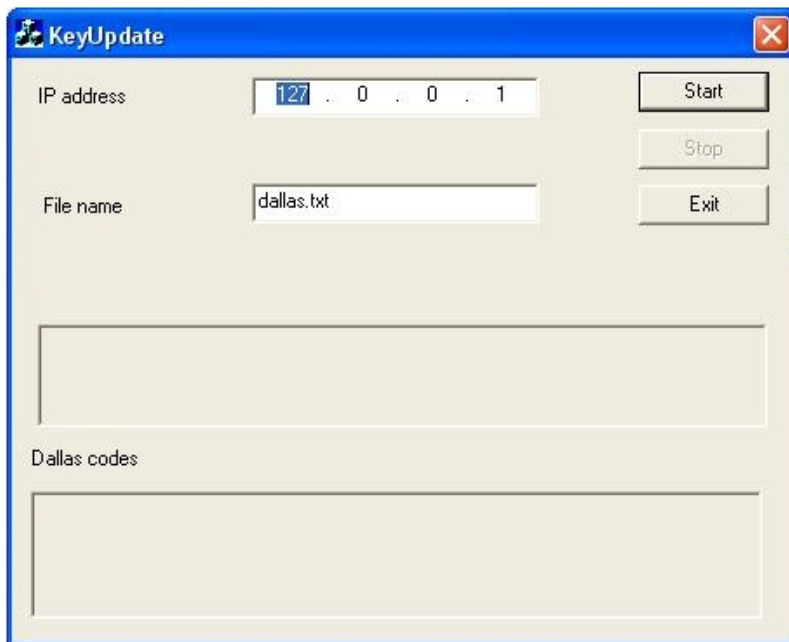 KeyUpdate
IP address 127 . 0 . 0 . 1 Start
Stop
File name dallas.txt Exit
Dallas codes